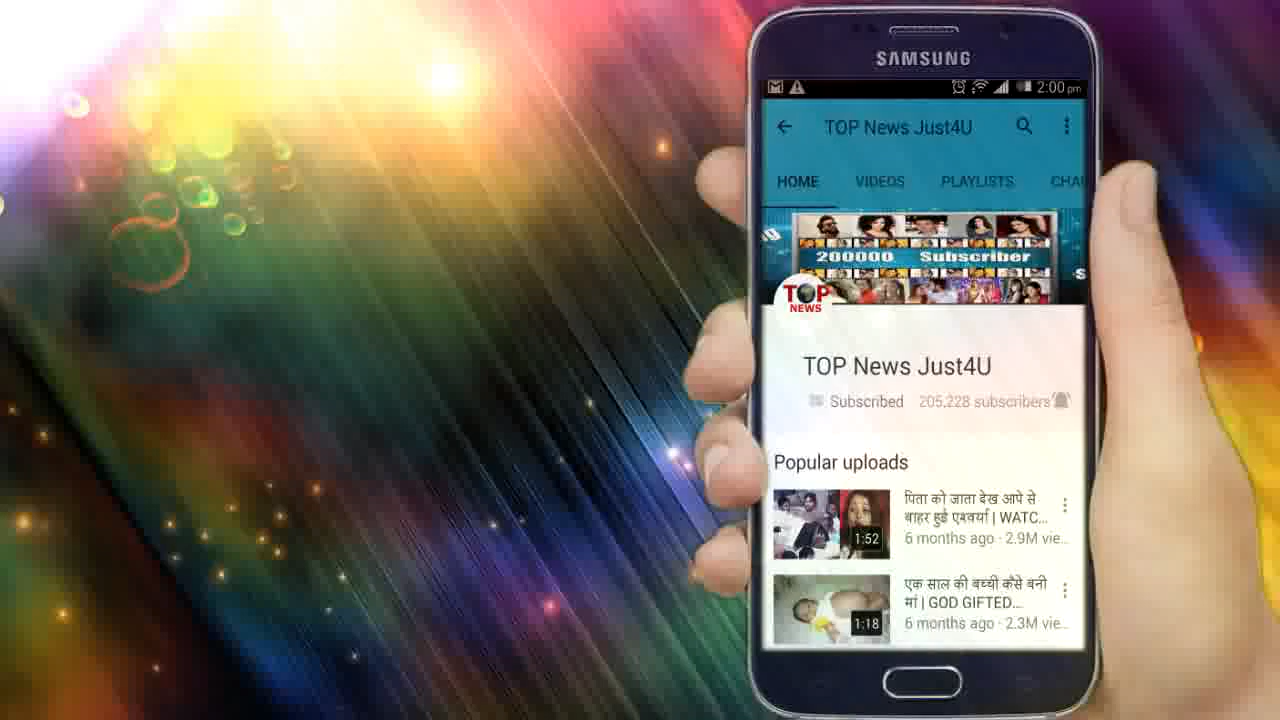 SAMSUNG
2:00 pm
TOP News Just4U
HOME VIDEOS PLAYLISTS CHA
200000 Subscriber
TOP
NEWS
TOP News Just4U
Subscribed 205,228 subscribers
Popular uploads
पिता को जाता देख आपे से
बाहर हुई एश्वर्या | WATC...
6 months ago · 2.9M vie...
1:52
एक साल की बच्ची कैसे बनी
मां | GOD GIFTED...
6 months ago · 2.3M vie...
1:18